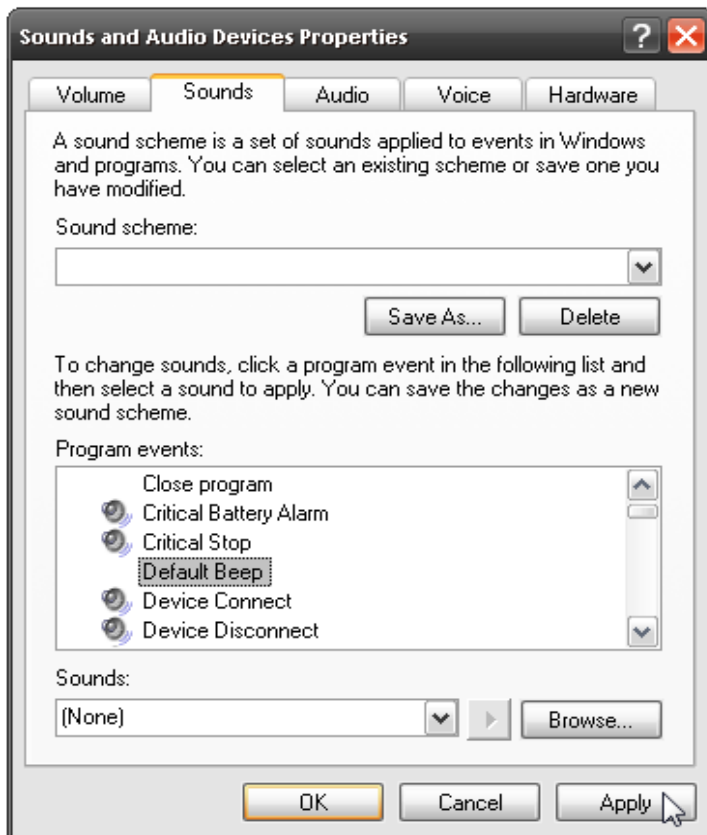 Sounds and Audio Devices Properties
?
Volume
Sounds
Audio
Voice
Hardware
A sound scheme is a set of sounds applied to events in Windows
and programs. You can select an existing scheme or save one you
have modified.
Sound scheme:
Save As...
Delete
To change sounds, click a program event in the following list and
then select a sound to apply. You can save the changes as a new
sound scheme.
Program events:
Close program
Critical Battery Alarm
Critical Stop
Default Beep
Device Connect
Device Disconnect
Sounds:
(None)
Browse...
OK
Cancel
Apply